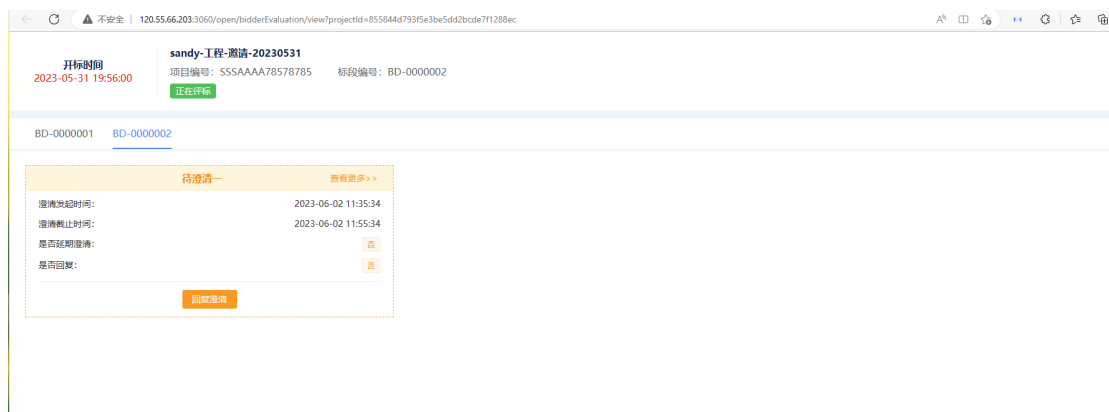 不安全 | 120.55.66.203:3060/open/bidderEvaluation/view?projectId=855844d793f5e3be5dd2bcde7f1288ec
开标时间
2023-05-31 19:56:00
sandy-工程-邀请-20230531
项目编号：SSSAAAA78578785 标段编号：BD-0000002
正在评标
BD-0000001 BD-0000002
待澄清一 查看更多>>
澄清发起时间： 2023-06-02 11:35:34
澄清截止时间： 2023-06-02 11:55:34
是否延期澄清： 否
是否回复： 否
回复澄清